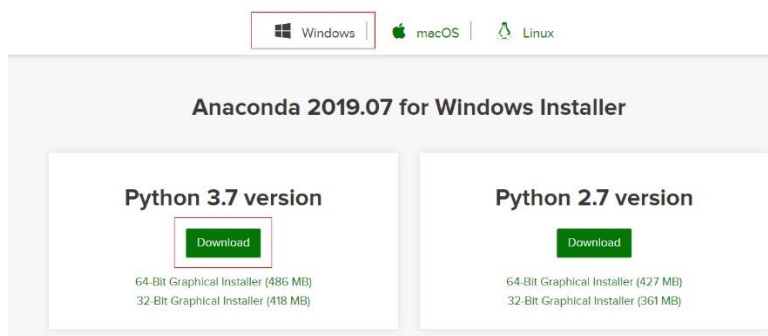 Windows macOS Linux
Anaconda 2019.07 for Windows Installer
Python 3.7 version
Download
64-Bit Graphical Installer (486 MB)
32-Bit Graphical Installer (418 MB)
Python 2.7 version
Download
64-Bit Graphical Installer (427 MB)
32-Bit Graphical Installer (361 MB)